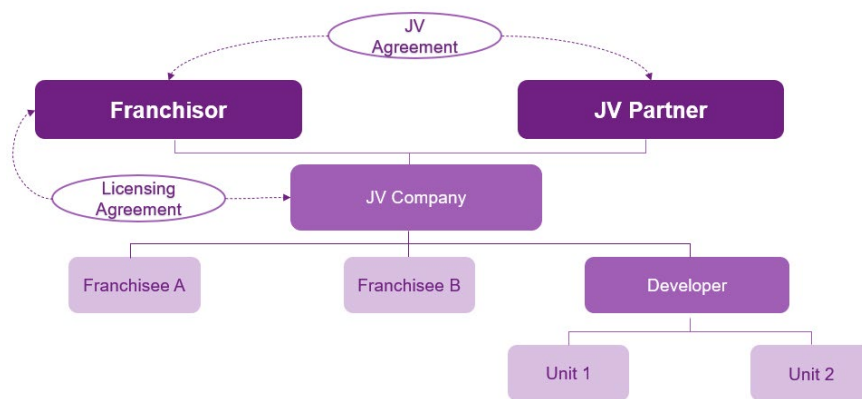 JV
Agreement
Franchisor
JV Partner
Licensing
Agreement
JV Company
Franchisee A
Franchisee B
Developer
Unit 1
Unit 2